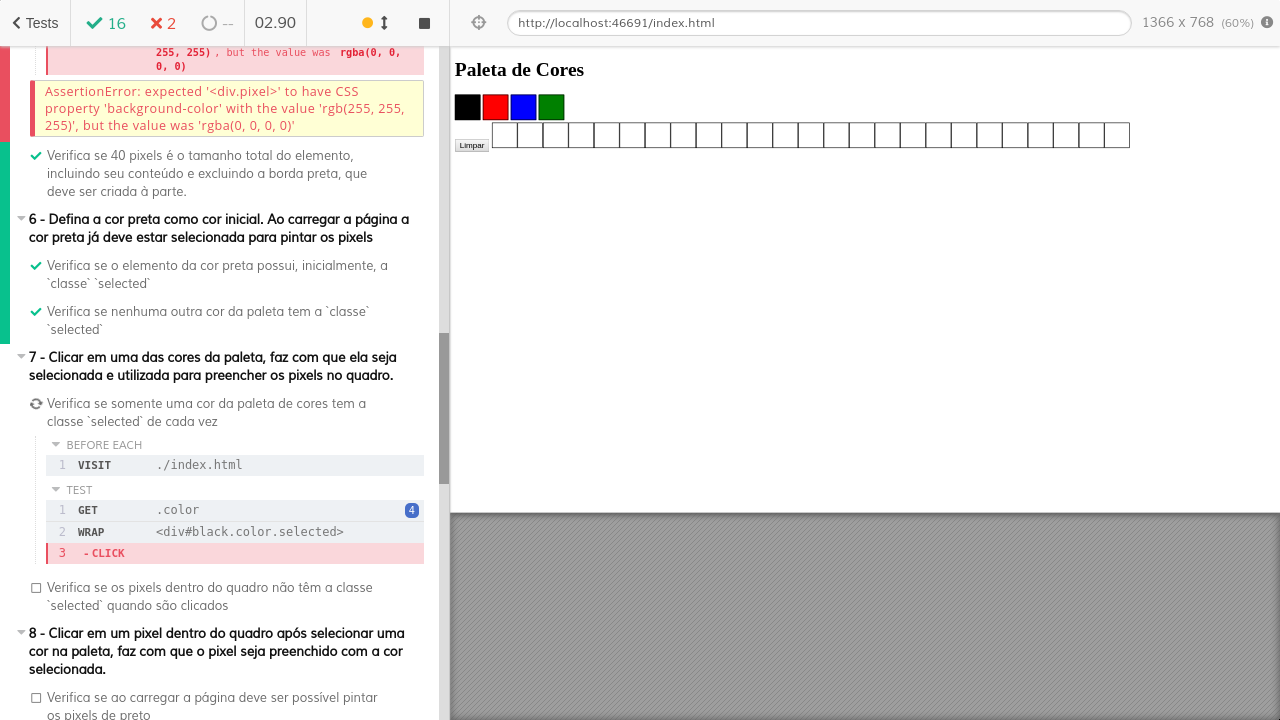 Tests
16
2
--
02.90
http://localhost:46691/index.html
1366 x 768 (60%)
255, 255) , but the value was rgba(0, 0,
0, 0)
AssertionError: expected '<div.pixel>' to have CSS
property 'background-color' with the value 'rgb(255, 255,
255)', but the value was 'rgba(0, 0, 0, 0)'
Verifica se 40 pixels é o tamanho total do elemento,
incluindo seu conteúdo e excluindo a borda preta, que
deve ser criada à parte.
6 - Defina a cor preta como cor inicial. Ao carregar a página a
cor preta já deve estar selecionada para pintar os pixels
Verifica se o elemento da cor preta possui, inicialmente, a
`classe` `selected`
Verifica se nenhuma outra cor da paleta tem a `classe`
`selected`
7 - Clicar em uma das cores da paleta, faz com que ela seja
selecionada e utilizada para preencher os pixels no quadro.
Verifica se somente uma cor da paleta de cores tem a
classe `selected` de cada vez
BEFORE EACH
1 VISIT ./index.html
TEST
1 GET .color 4
2 WRAP <div#black.color.selected>
3 -CLICK
Verifica se os pixels dentro do quadro não têm a classe
`selected` quando são clicados
8 - Clicar em um pixel dentro do quadro após selecionar uma
cor na paleta, faz com que o pixel seja preenchido com a cor
selecionada.
Verifica se ao carregar a página deve ser possível pintar
os pixels de preto
Paleta de Cores
Limpar